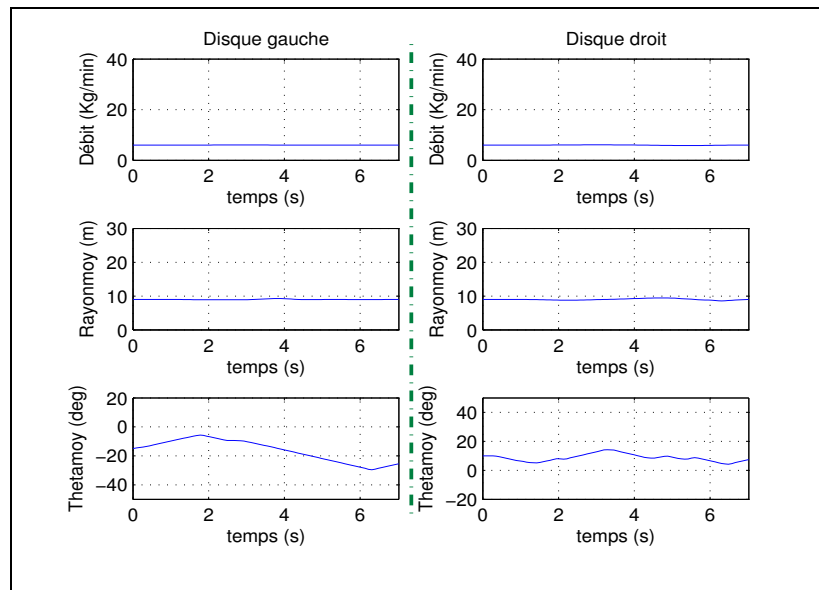 Disque gauche
40
20
0
Débit (Kg/min)
0 2 4 6
temps (s)
30
20
10
0
Rayonmoy (m)
0 2 4 6
temps (s)
20
0
−20
−40
Thetamoy (deg)
0 2 4 6
temps (s)
Disque droit
40
20
0
Débit (Kg/min)
0 2 4 6
temps (s)
30
20
10
0
Rayonmoy (m)
0 2 4 6
temps (s)
40
20
0
−20
Thetamoy (deg)
0 2 4 6
temps (s)